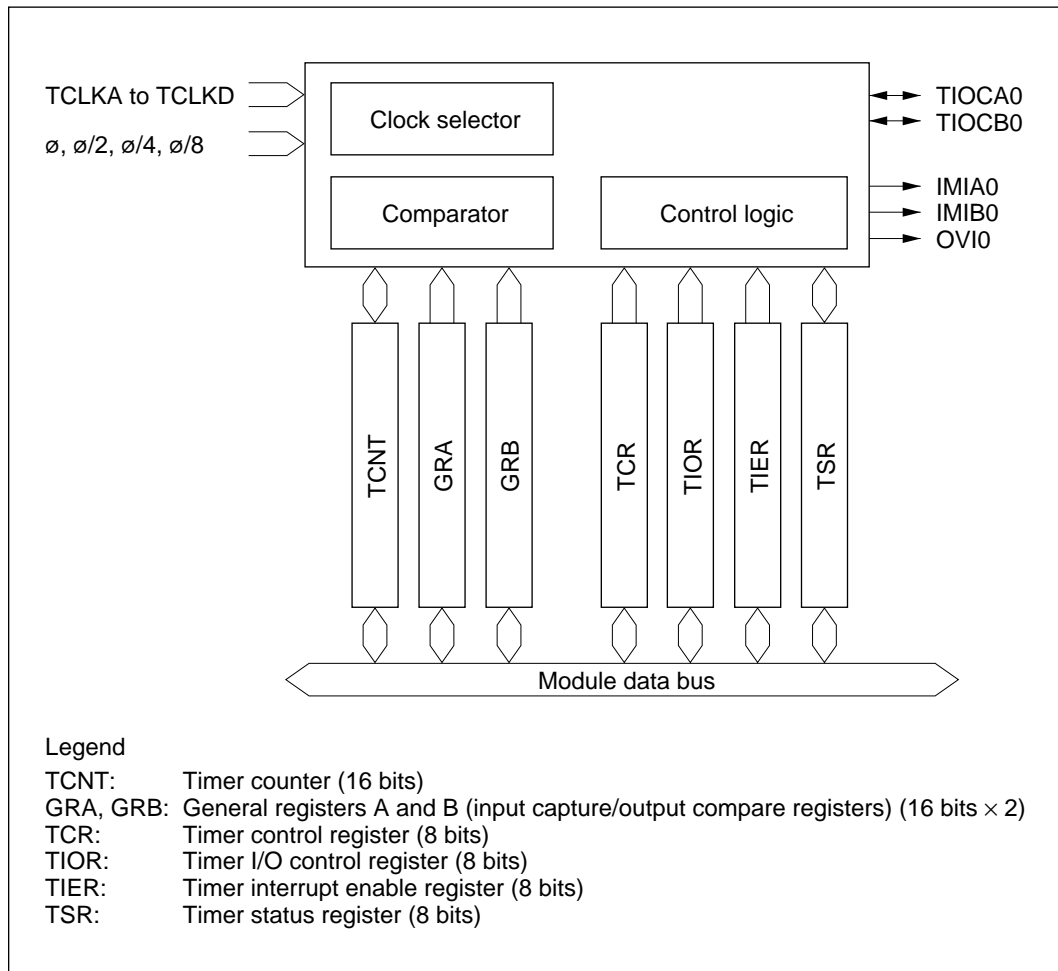 TCLKA to TCLKD
ø, ø/2, ø/4, ø/8
Clock selector
Comparator
Control logic
TIOCA0
TIOCB0
IMIA0
IMIB0
OVI0
TCNT
GRA
GRB
TCR
TIOR
TIER
TSR
Module data bus
Legend
TCNT: Timer counter (16 bits)
GRA, GRB: General registers A and B (input capture/output compare registers) (16 bits × 2)
TCR: Timer control register (8 bits)
TIOR: Timer I/O control register (8 bits)
TIER: Timer interrupt enable register (8 bits)
TSR: Timer status register (8 bits)